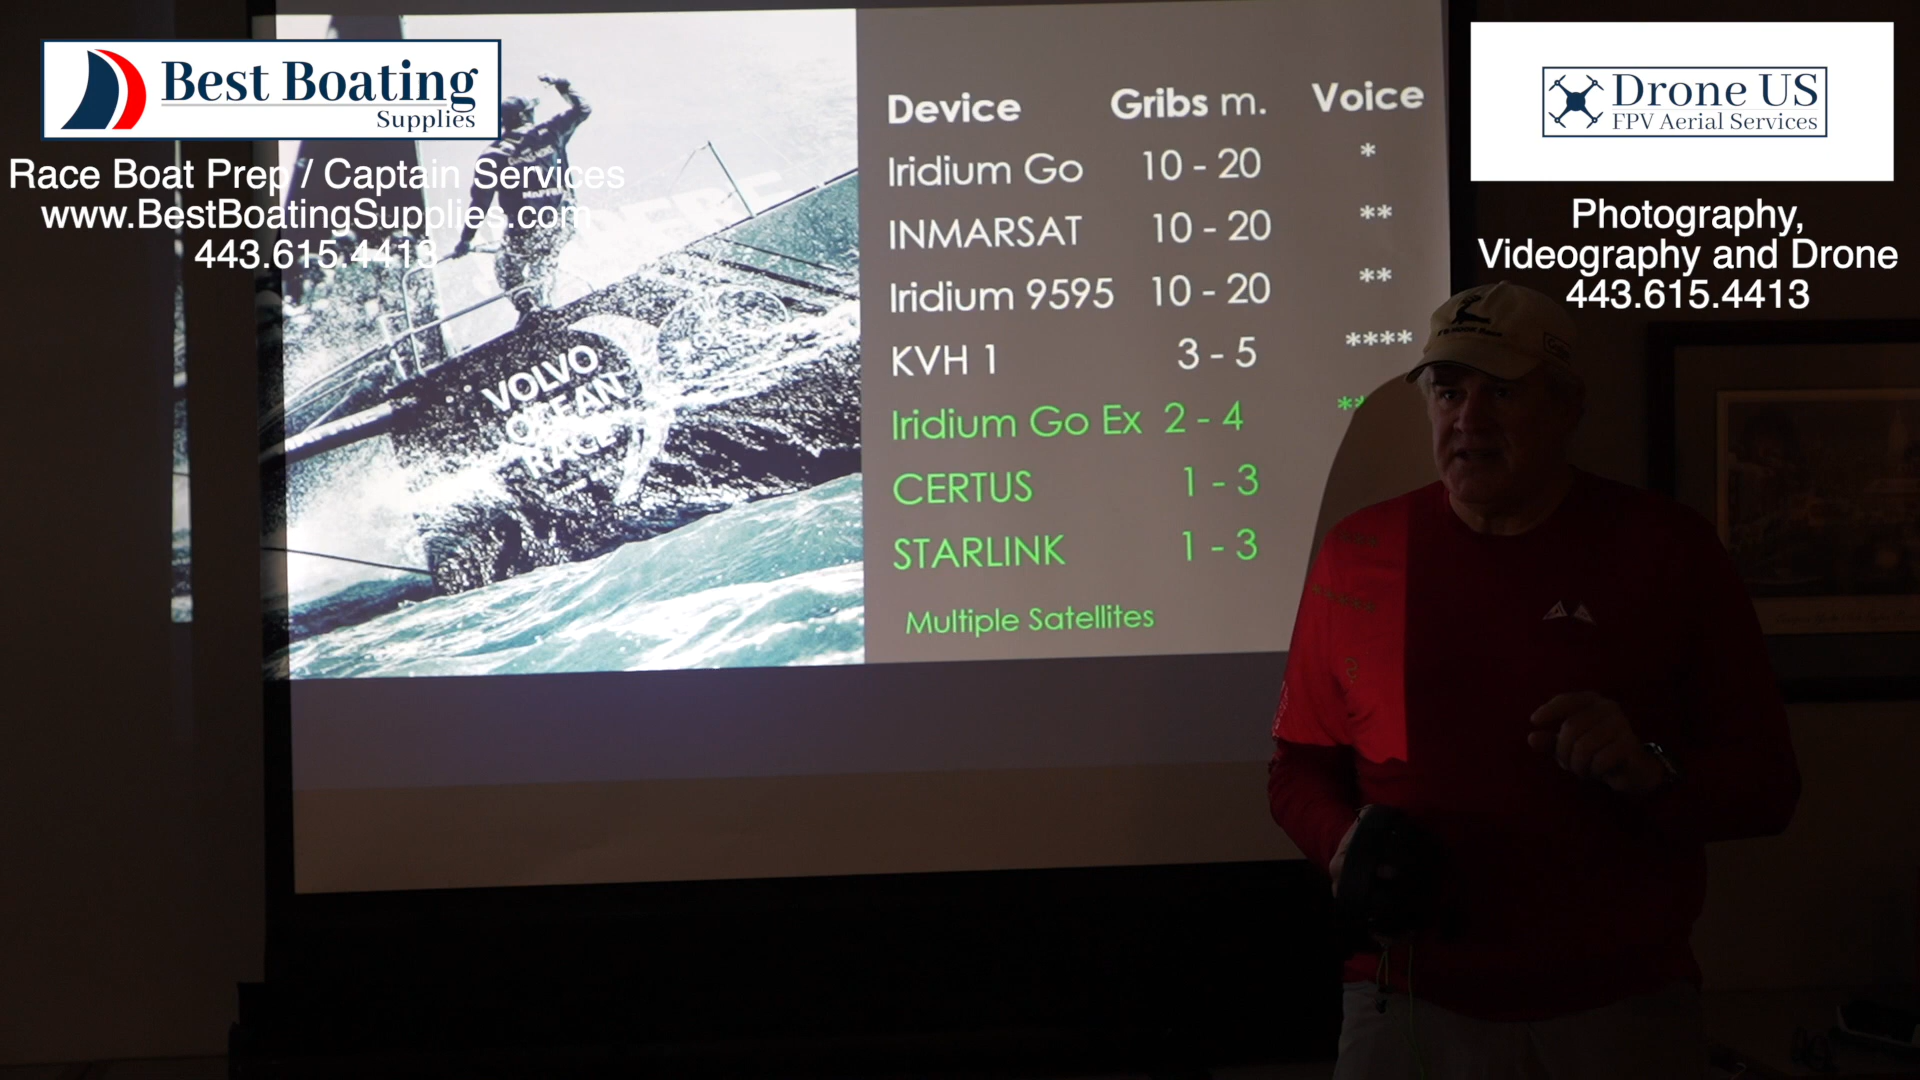 Best Boating
Supplies
Race Boat Prep / Captain Services
www.BestBoatingSupplies.com
443.615.4413
VOLVO
OCEAN
RACE
Device Gribs m. Voice
Iridium Go 10 - 20 *
INMARSAT 10 - 20 **
Iridium 9595 10 - 20 **
KVH 1 3 - 5 ****
Iridium Go Ex 2 - 4 **
CERTUS 1 - 3
STARLINK 1 - 3
Multiple Satellites
Drone US
FPV Aerial Services
Photography,
Videography and Drone
443.615.4413